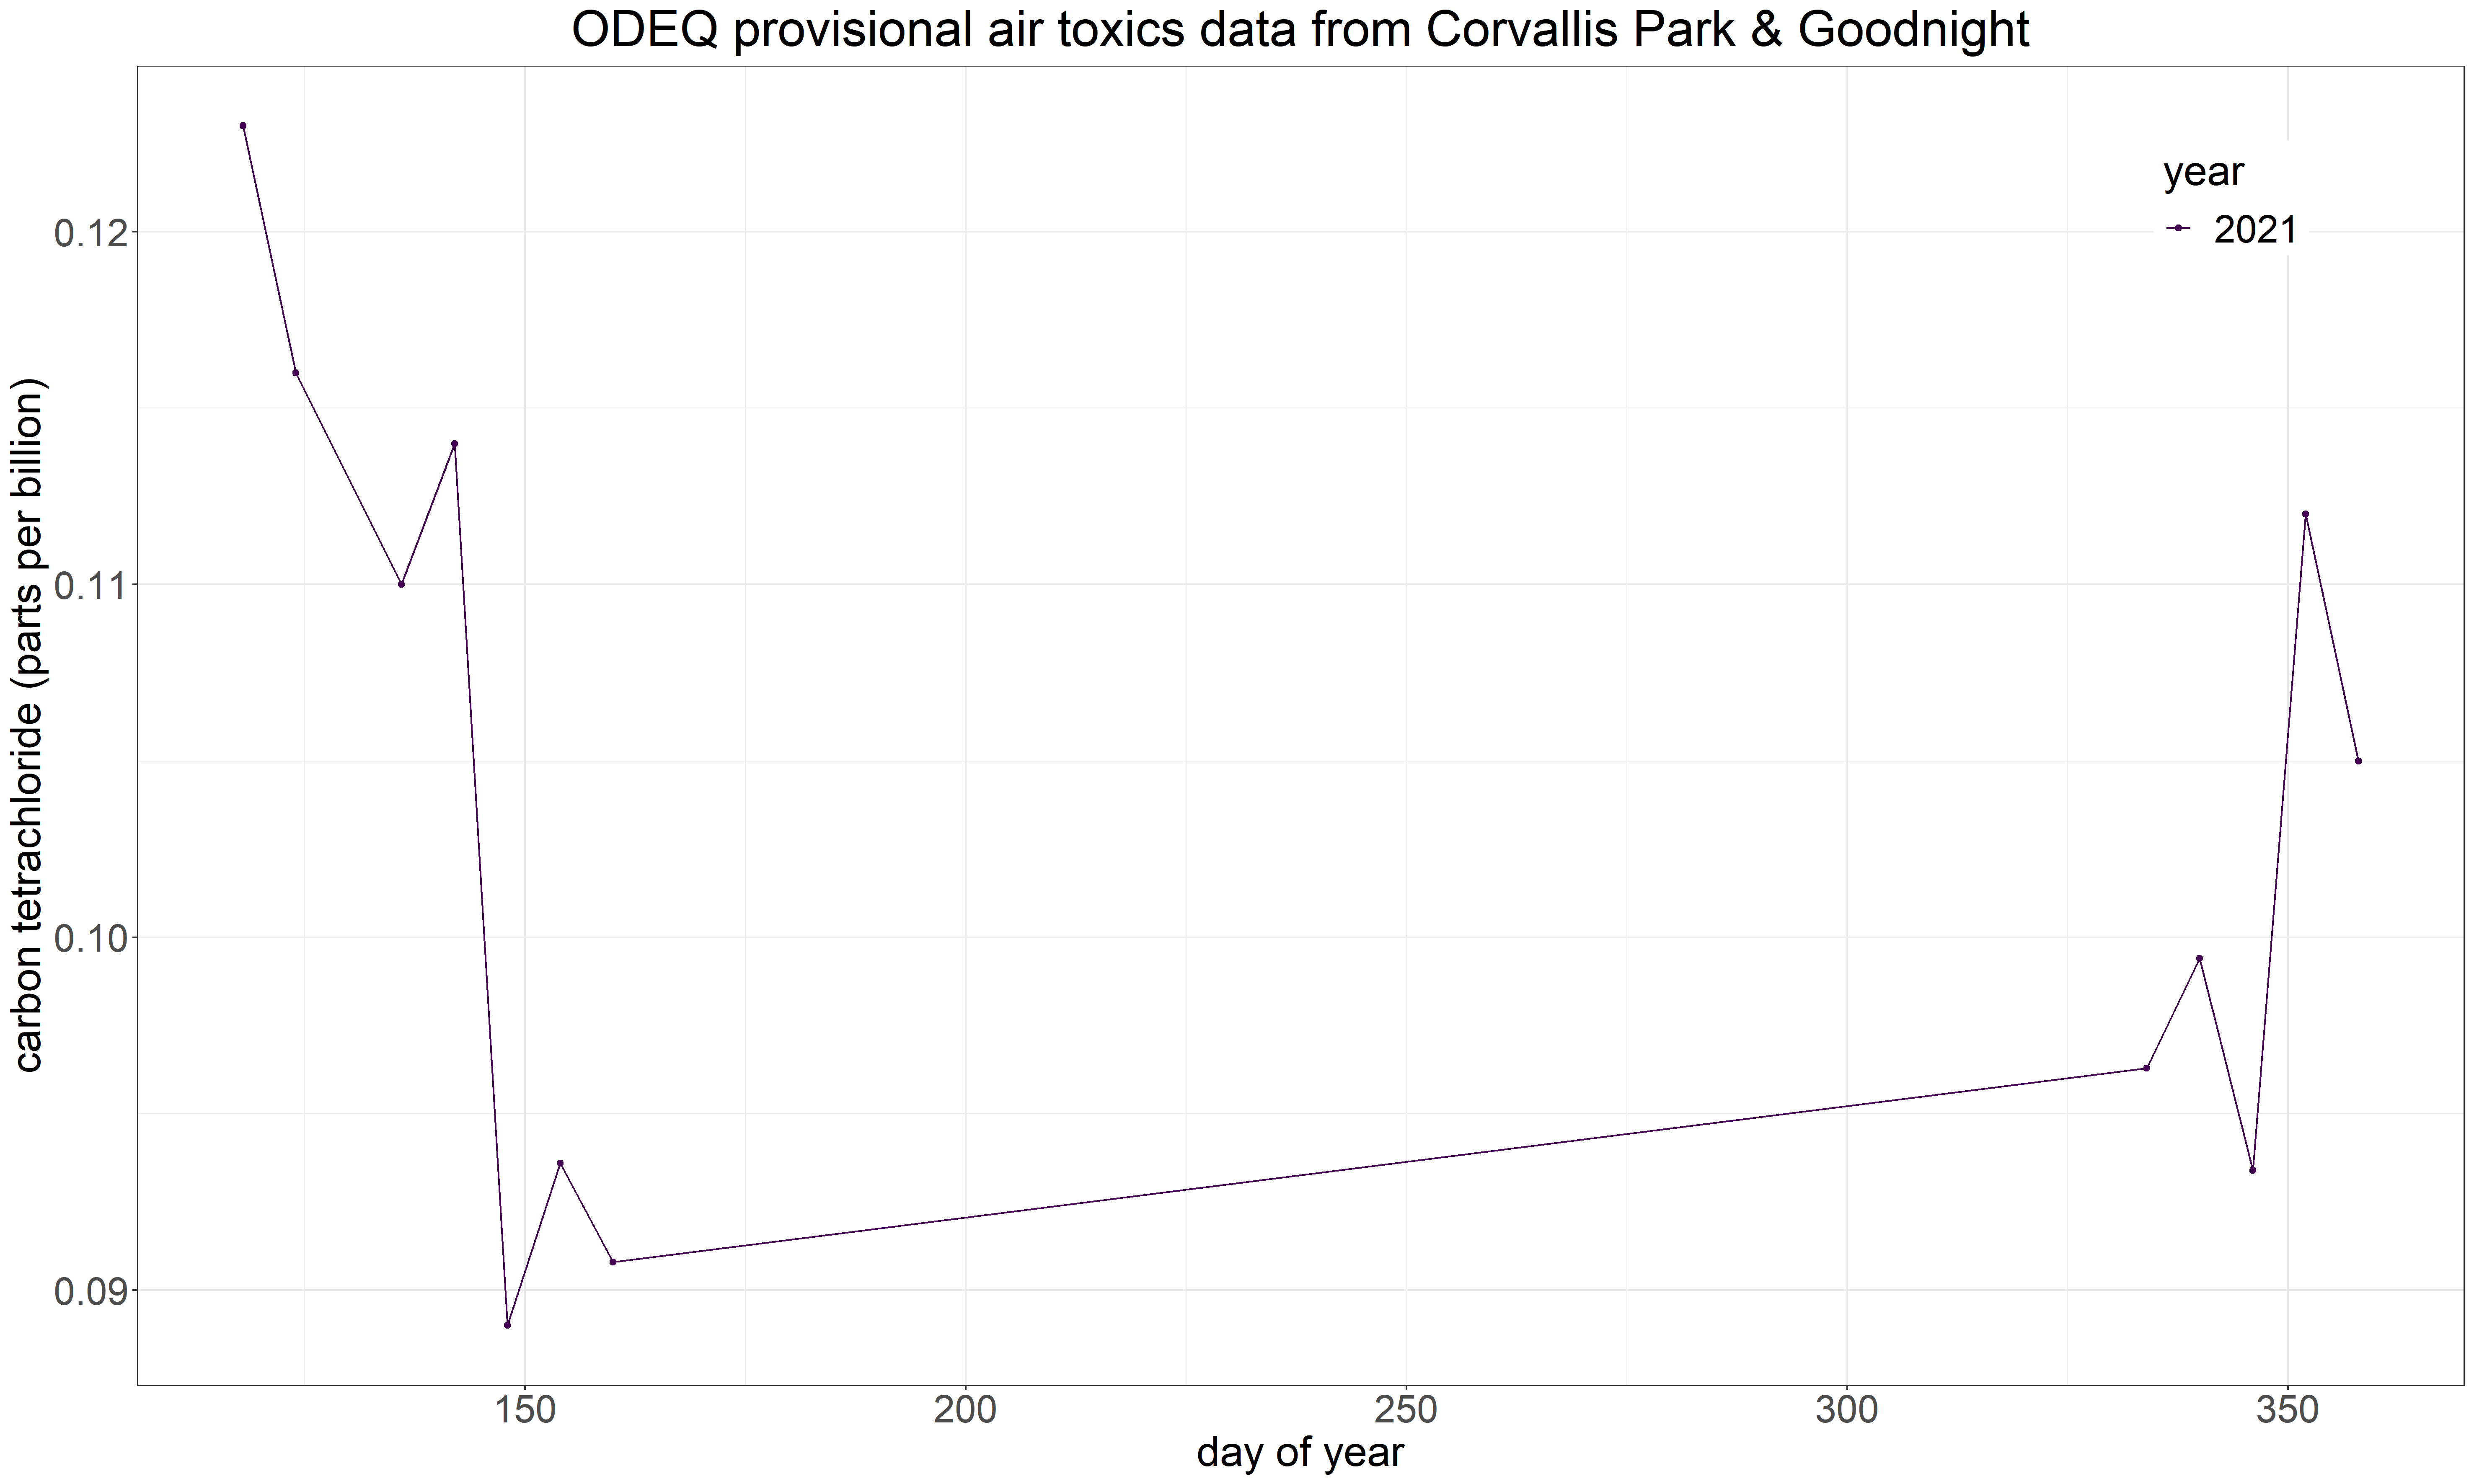 ODEQ provisional air toxics data from Corvallis Park & Goodnight
carbon tetrachloride (parts per billion)
0.12
0.11
0.10
0.09
year
2021
150
200
250
300
350
day of year